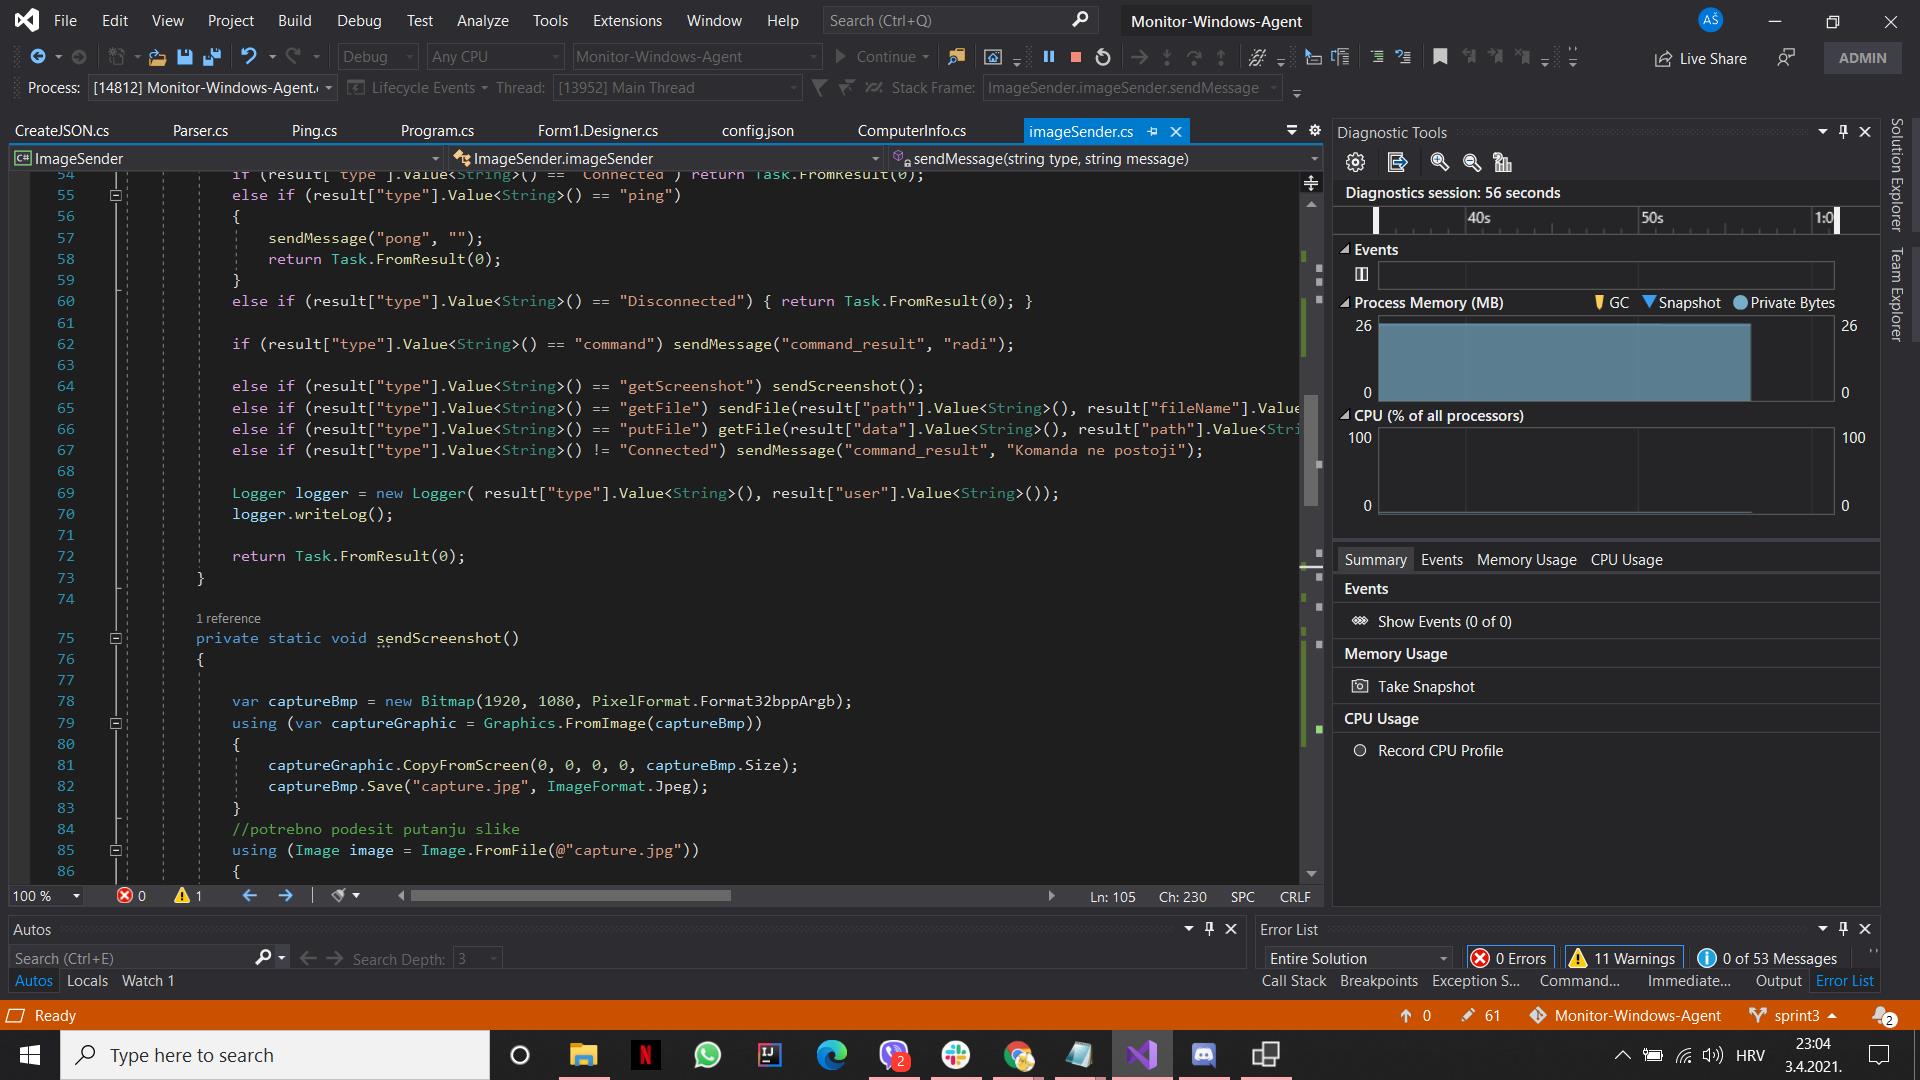 File Edit View Project Build Debug Test Analyze Tools Extensions Window Help Search (Ctrl+Q) Monitor-Windows-Agent AŠ
Debug Any CPU Monitor-Windows-Agent Continue Live Share ADMIN
Process: [14812] Monitor-Windows-Agent. Lifecycle Events Thread: [13952] Main Thread Stack Frame: ImageSender.imageSender.sendMessage
CreateJSON.cs Parser.cs Ping.cs Program.cs Form1.Designer.cs config.json ComputerInfo.cs imageSender.cs
C# ImageSender ImageSender.imageSender sendMessage(string type, string message)
54 if (result["type"].Value<String>() == "Connected") return Task.FromResult(0);
55 else if (result["type"].Value<String>() == "ping")
56 {
57 sendMessage("pong", "");
58 return Task.FromResult(0);
59 }
60 else if (result["type"].Value<String>() == "Disconnected") { return Task.FromResult(0); }
61
62 if (result["type"].Value<String>() == "command") sendMessage("command_result", "radi");
63
64 else if (result["type"].Value<String>() == "getScreenshot") sendScreenshot();
65 else if (result["type"].Value<String>() == "getFile") sendFile(result["path"].Value<String>(), result["fileName"].Value
66 else if (result["type"].Value<String>() == "putFile") getFile(result["data"].Value<String>(), result["path"].Value<Stri
67 else if (result["type"].Value<String>() != "Connected") sendMessage("command_result", "Komanda ne postoji");
68
69 Logger logger = new Logger( result["type"].Value<String>(), result["user"].Value<String>());
70 logger.writeLog();
71
72 return Task.FromResult(0);
73 }
74
1 reference
75 private static void sendScreenshot()
76 {
77
78 var captureBmp = new Bitmap(1920, 1080, PixelFormat.Format32bppArgb);
79 using (var captureGraphic = Graphics.FromImage(captureBmp))
80 {
81 captureGraphic.CopyFromScreen(0, 0, 0, 0, captureBmp.Size);
82 captureBmp.Save("capture.jpg", ImageFormat.Jpeg);
83 }
84 //potrebno podesit putanju slike
85 using (Image image = Image.FromFile(@"capture.jpg"))
86 {
100 % 0 1 Ln: 105 Ch: 230 SPC CRLF
Diagnostic Tools
Diagnostics session: 56 seconds
40s 50s 1:0
Events
Process Memory (MB) GC Snapshot Private Bytes
26 26
0 0
CPU (% of all processors)
100 100
0 0
Summary Events Memory Usage CPU Usage
Events
Show Events (0 of 0)
Memory Usage
Take Snapshot
CPU Usage
Record CPU Profile
Solution Explorer
Team Explorer
Autos
Search (Ctrl+E) Search Depth: 3
Autos Locals Watch 1
Error List
Entire Solution 0 Errors 11 Warnings 0 of 53 Messages
Call Stack Breakpoints Exception S... Command... Immediate... Output Error List
Ready 0 61 Monitor-Windows-Agent sprint3 2
Type here to search N IJ 2 HRV 23:04
3.4.2021.